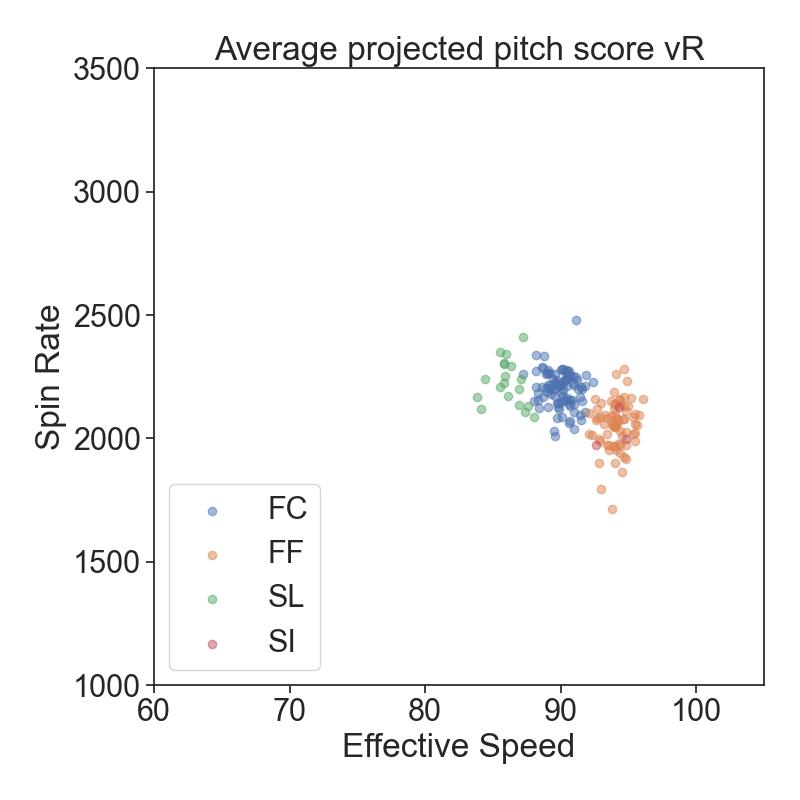 Average projected pitch score vR
3500
3000
2500
2000
1500
1000
Spin Rate
FC
FF
SL
SI
60 70 80 90 100
Effective Speed